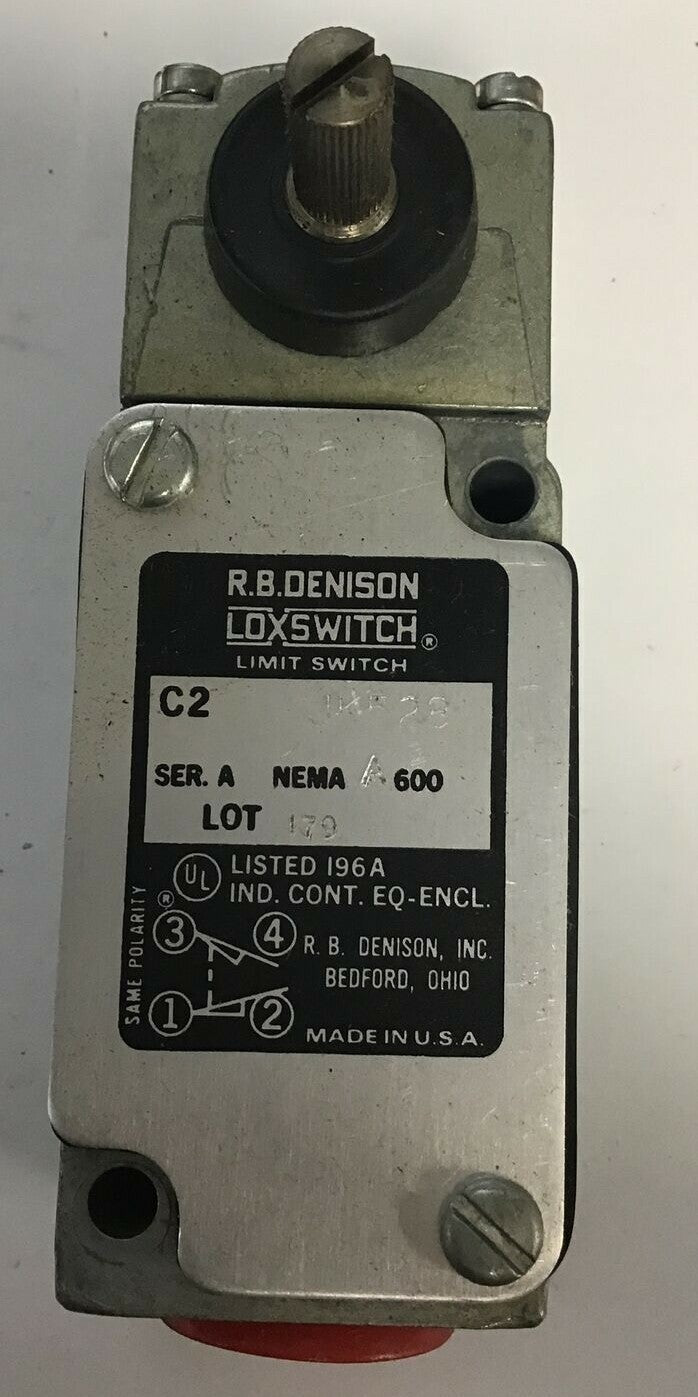 R.B.DENISON
LOXSWITCH ®
LIMIT SWITCH
C2
SER. A NEMA A 600
LOT 179
UL LISTED 196A
® IND. CONT. EQ-ENCL.
SAME POLARITY
3 4
R. B. DENISON, INC.
BEDFORD, OHIO
1 2
MADE IN U.S.A.